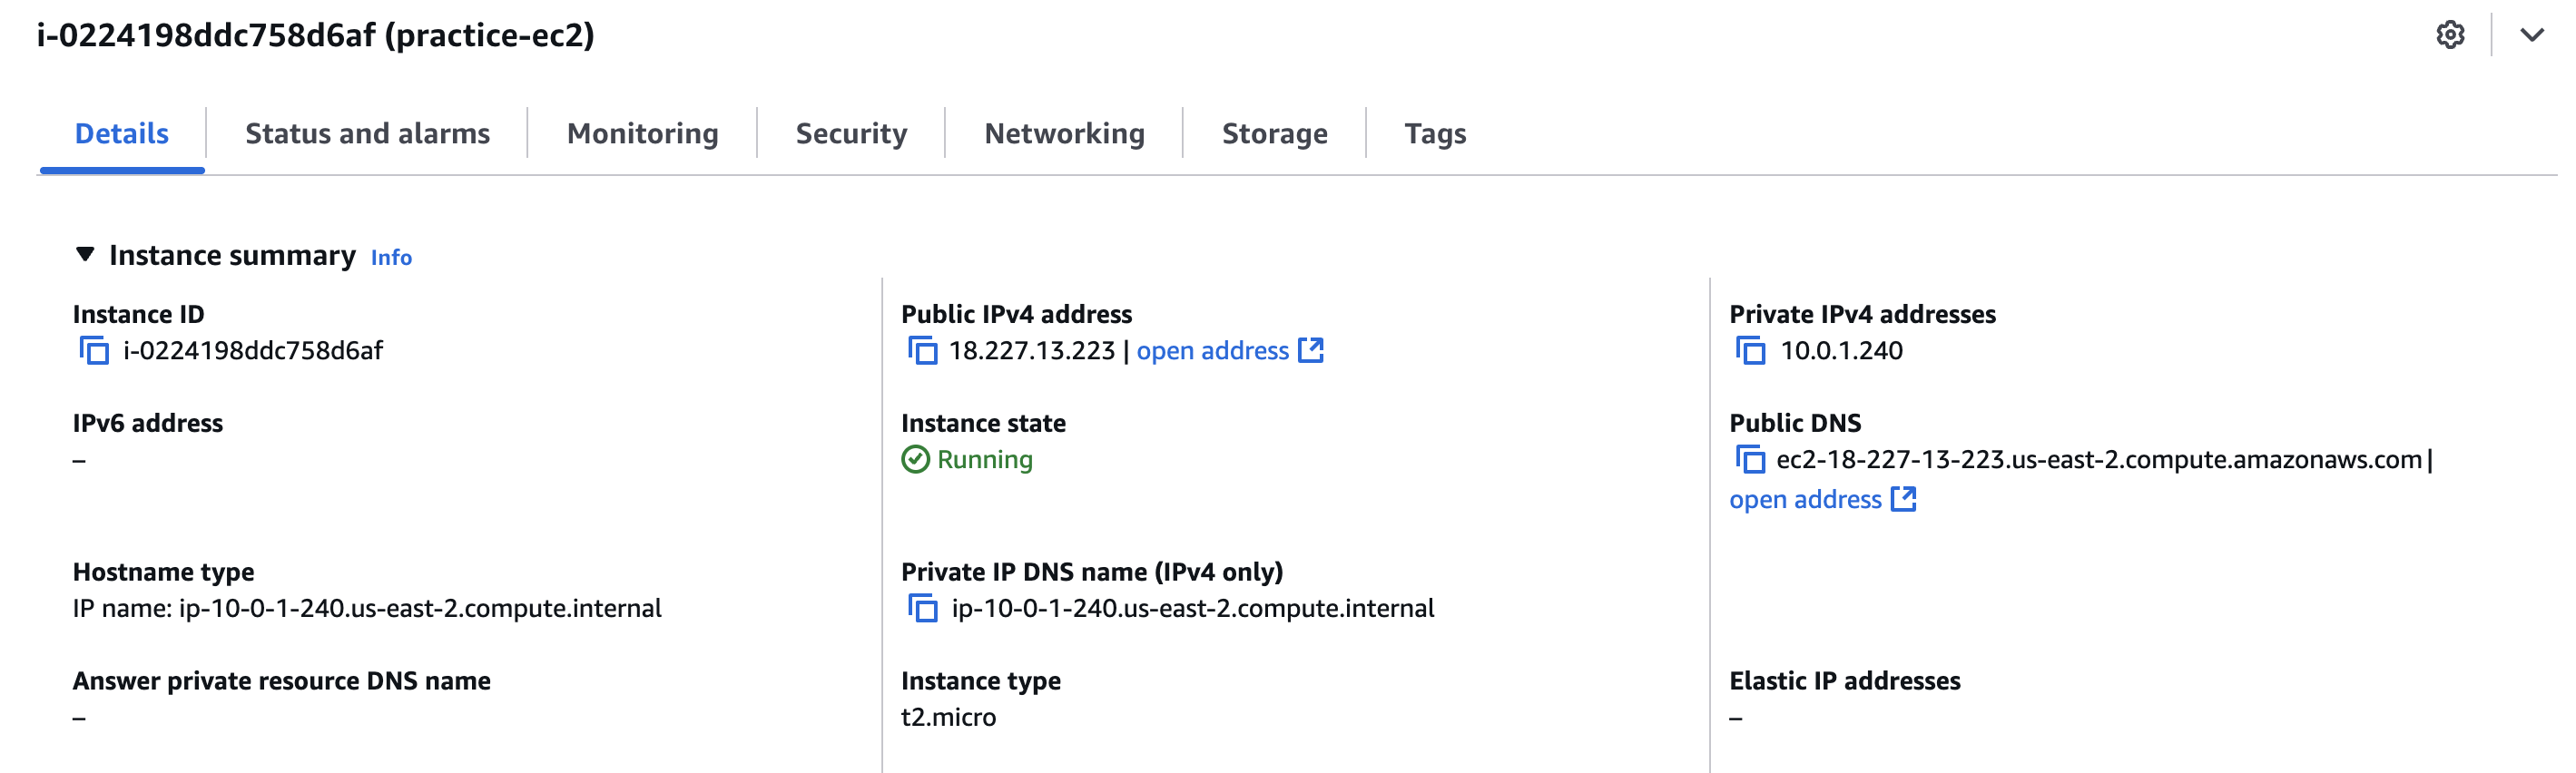 i-0224198ddc758d6af (practice-ec2)
Details
Status and alarms
Monitoring
Security
Networking
Storage
Tags
Instance summary Info
Instance ID
i-0224198ddc758d6af
Public IPv4 address
18.227.13.223 | open address
Private IPv4 addresses
10.0.1.240
IPv6 address
–
Instance state
Running
Public DNS
ec2-18-227-13-223.us-east-2.compute.amazonaws.com |
open address
Hostname type
IP name: ip-10-0-1-240.us-east-2.compute.internal
Private IP DNS name (IPv4 only)
ip-10-0-1-240.us-east-2.compute.internal
Answer private resource DNS name
–
Instance type
t2.micro
Elastic IP addresses
–